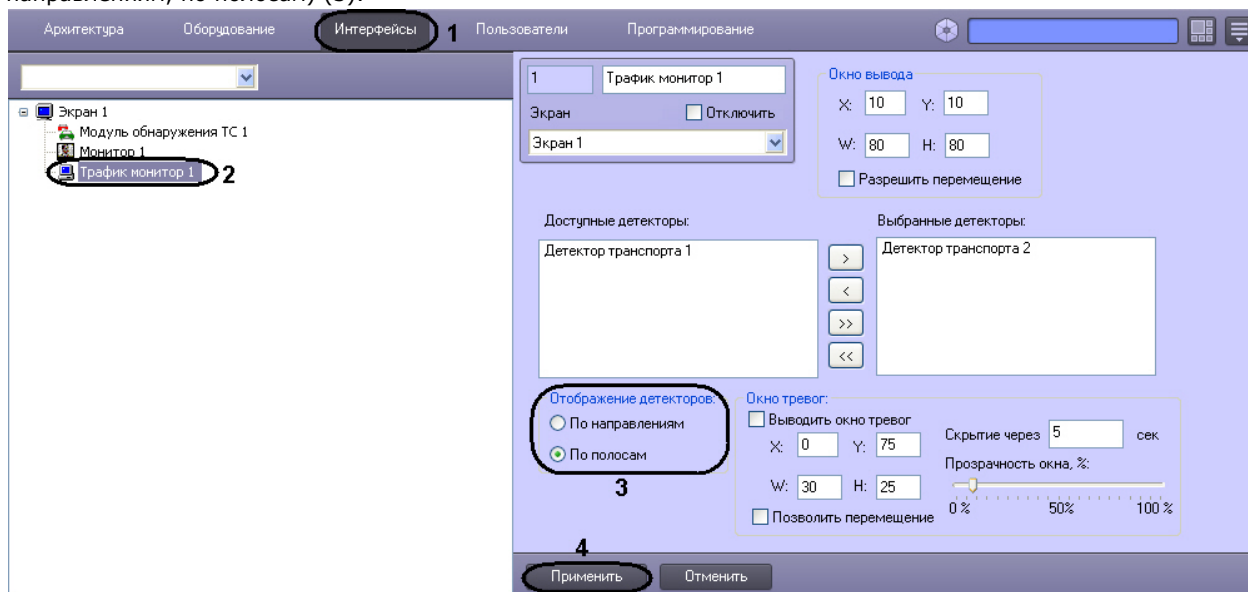 направлениям, по полосам) (3).
Архитектура Оборудование Интерфейсы 1 Пользователи Программирование
Экран 1
Модуль обнаружения ТС 1
Монитор 1
Трафик монитор 1 2
1 Трафик монитор 1
Экран Отключить
Экран 1
Окно вывода
X: 10 Y: 10
W: 80 H: 80
Разрешить перемещение
Доступные детекторы:
Детектор транспорта 1
>
<
>>
<<
Выбранные детекторы:
Детектор транспорта 2
Отображение детекторов:
По направлениям
По полосам
3
Окно тревог:
Выводить окно тревог
X: 0 Y: 75
W: 30 H: 25
Позволить перемещение
Скрытие через 5 сек
Прозрачность окна, %:
0 % 50% 100 %
4
Применить Отменить